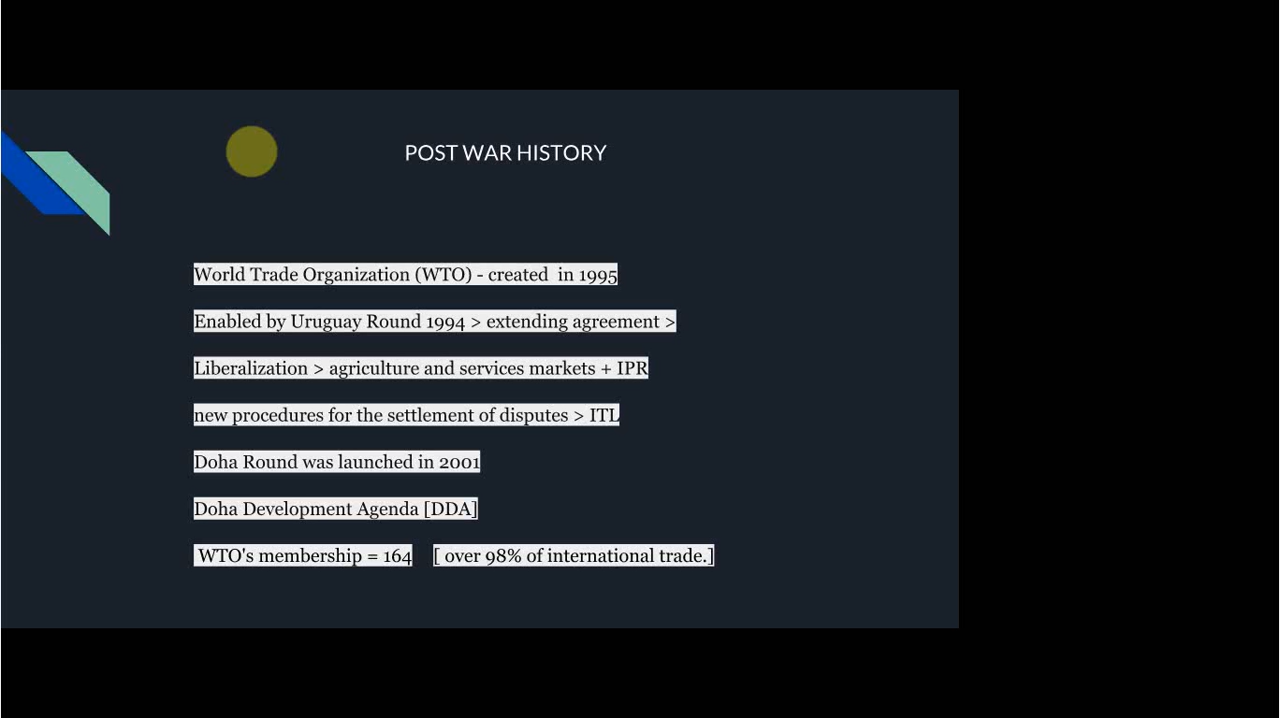 POST WAR HISTORY
World Trade Organization (WTO) - created  in 1995
Enabled by Uruguay Round 1994 > extending agreement >
Liberalization > agriculture and services markets + IPR
new procedures for the settlement of disputes > ITL
Doha Round was launched in 2001
Doha Development Agenda [DDA]
WTO's membership = 164    [ over 98% of international trade.]